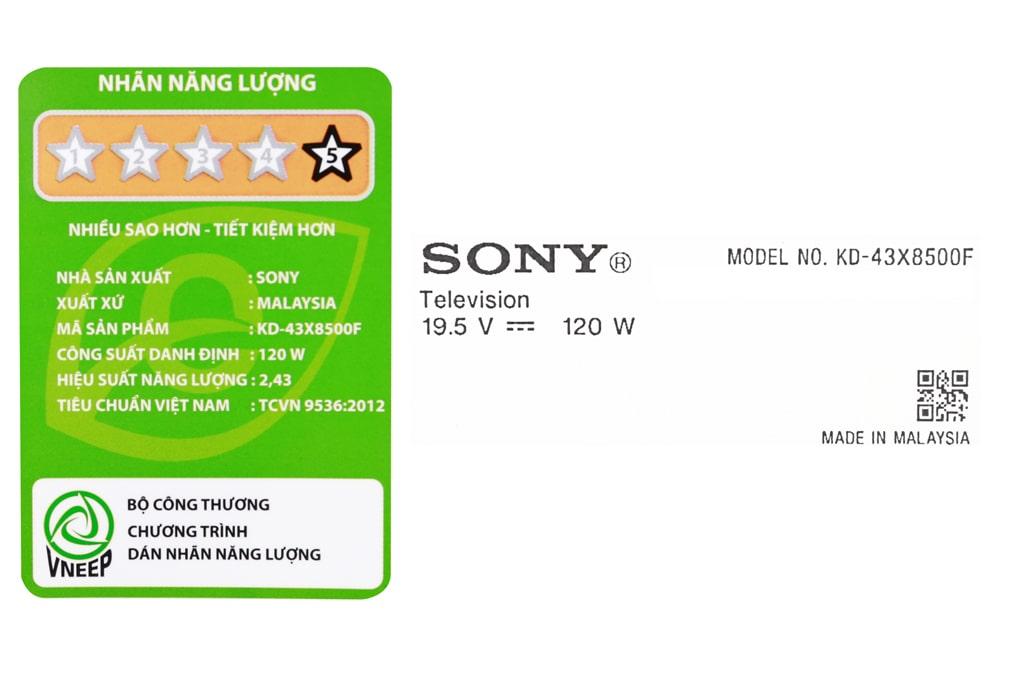 NHÃN NĂNG LƯỢNG
1 2 3 4 5
NHIỀU SAO HƠN - TIẾT KIỆM HƠN
NHÀ SẢN XUẤT : SONY
XUẤT XỨ : MALAYSIA
MÃ SẢN PHẨM : KD-43X8500F
CÔNG SUẤT DANH ĐỊNH : 120 W
HIỆU SUẤT NĂNG LƯỢNG : 2,43
TIÊU CHUẨN VIỆT NAM : TCVN 9536:2012
VNEEP
BỘ CÔNG THƯƠNG
CHƯƠNG TRÌNH
DÁN NHÃN NĂNG LƯỢNG
SONY®
MODEL NO. KD-43X8500F
Television
19.5 V ⎓ 120 W
MADE IN MALAYSIA